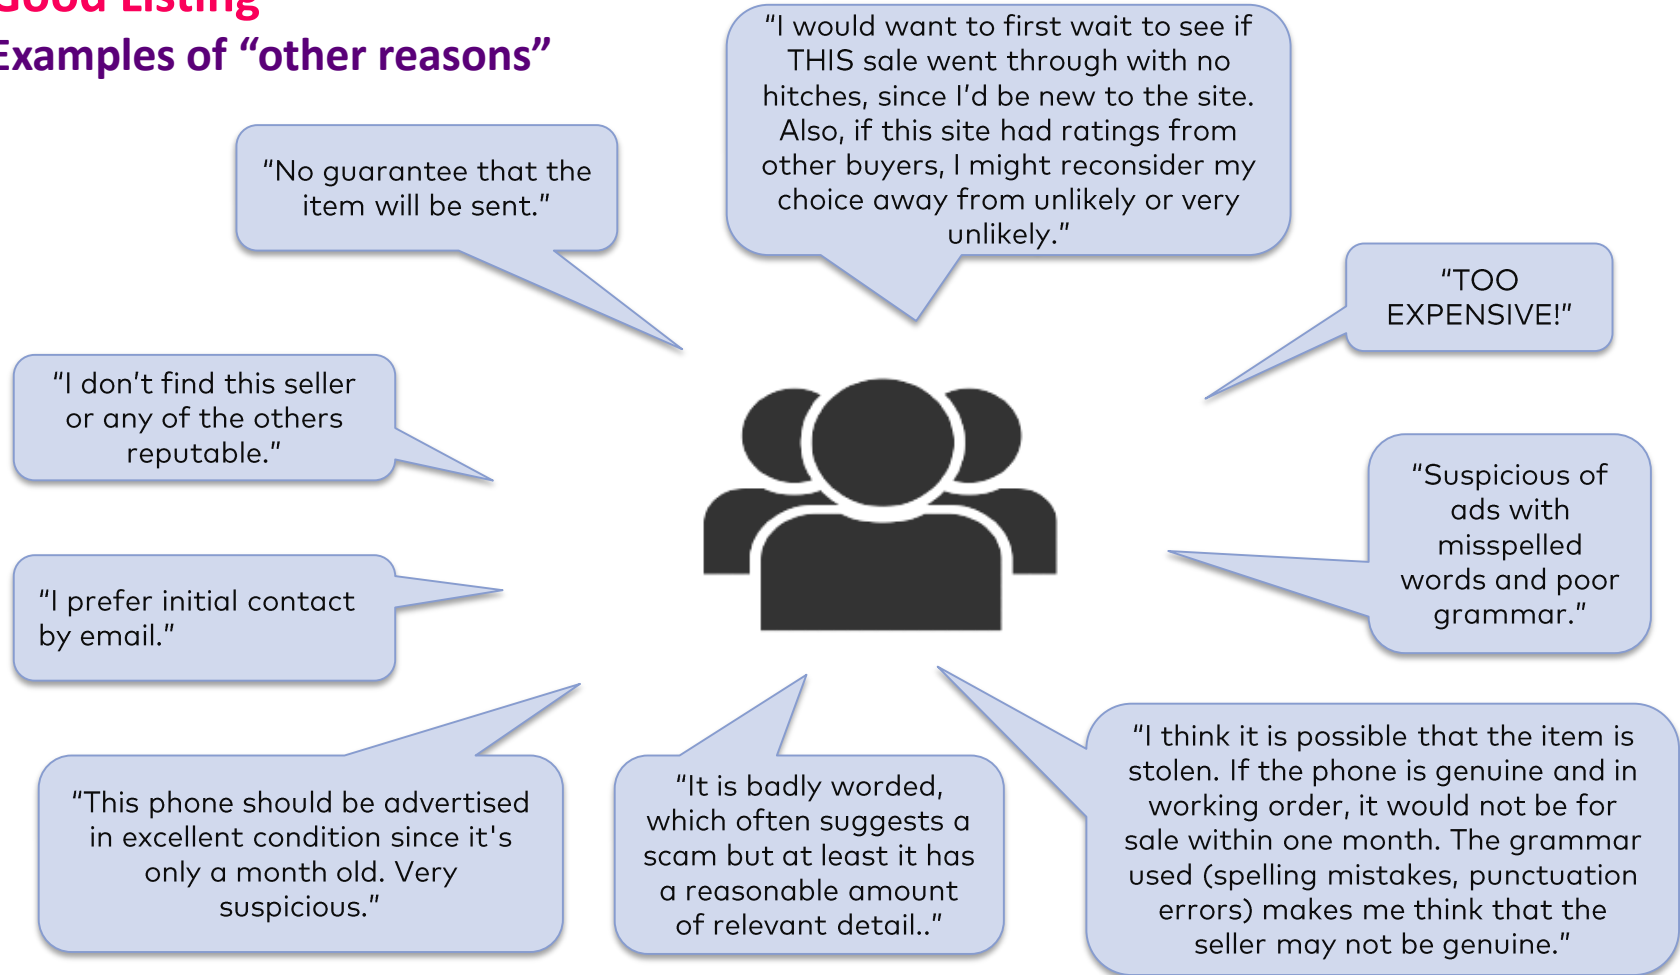 Good Listing
Examples of “other reasons”
“I would want to first wait to see if
THIS sale went through with no
hitches, since I’d be new to the site.
Also, if this site had ratings from
other buyers, I might reconsider my
choice away from unlikely or very
unlikely.”
“No guarantee that the
item will be sent.”
“TOO
EXPENSIVE!”
“I don’t find this seller
or any of the others
reputable.”
“Suspicious of
ads with
misspelled
words and poor
grammar.”
“I prefer initial contact
by email.”
“This phone should be advertised
in excellent condition since it's
only a month old. Very
suspicious.”
“It is badly worded,
which often suggests a
scam but at least it has
a reasonable amount
of relevant detail..”
“I think it is possible that the item is
stolen. If the phone is genuine and in
working order, it would not be for
sale within one month. The grammar
used (spelling mistakes, punctuation
errors) makes me think that the
seller may not be genuine.”